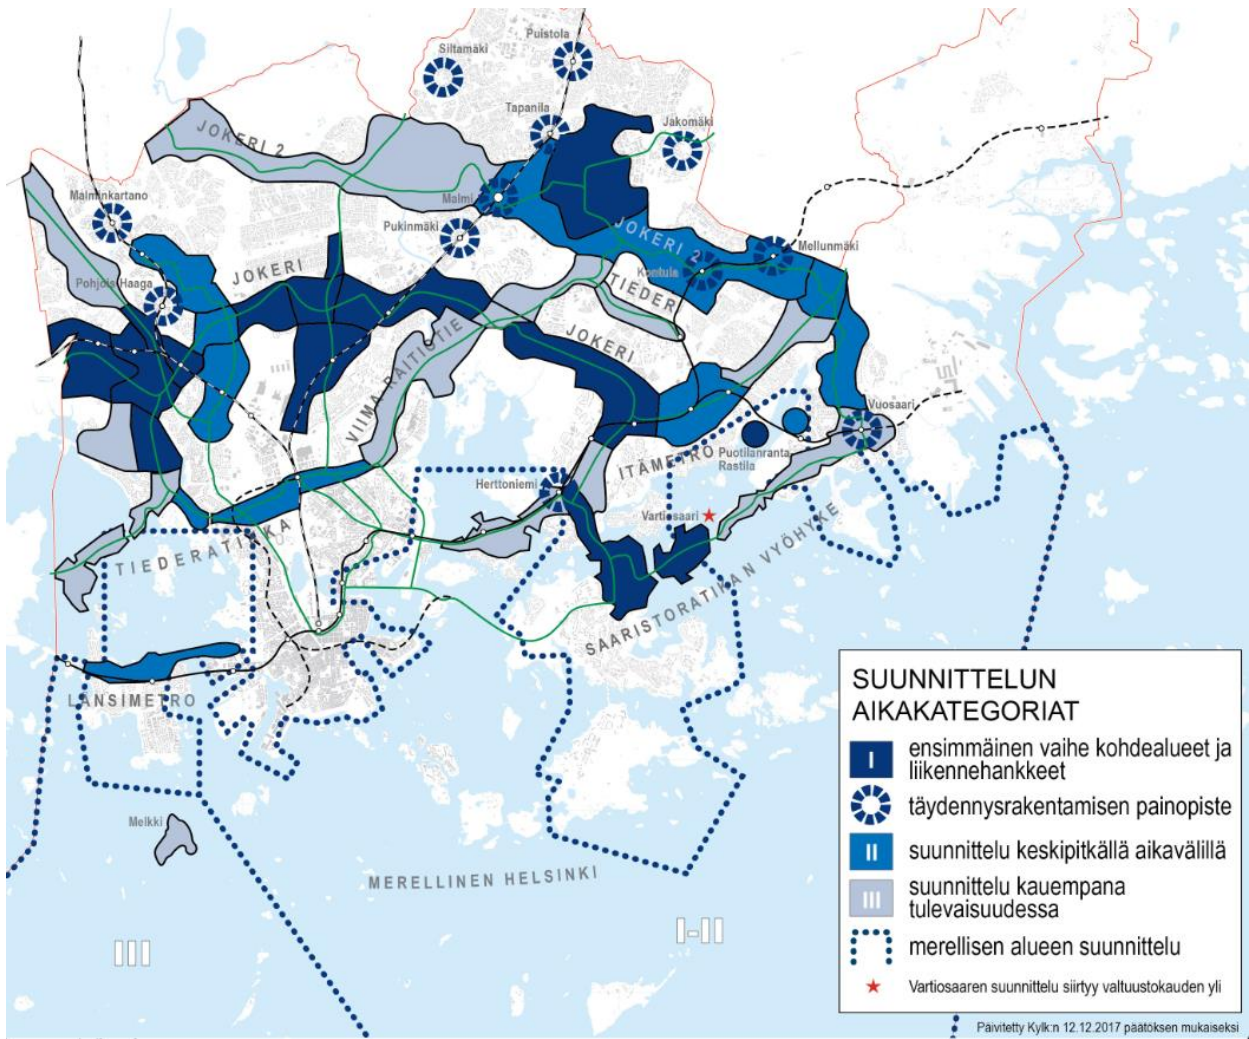 Puistola
Siltamäki
Tapanila
Jakomäki
JOKERI 2
Malminkartano
Malmi
Pukinmäki
JOKERI 2
Mellunmäki
Kontula
JOKERI
Pohjois-Haaga
TIEDER
JOKERI
VIIMA-RAITIOTIE
Vuosaari
ITÄMETRO
Puotilanranta
Rastila
Herttoniemi
Vartiosaari
TIEDERATIKKA
SAARISTORATIKAN VYÖHYKE
LÄNSIMETRO
Melkki
MERELLINEN HELSINKI
III
I-II
SUUNNITTELUN
AIKAKATEGORIAT
I
ensimmäinen vaihe kohdealueet ja
liikennehankkeet
täydennysrakentamisen painopiste
II
suunnittelu keskipitkällä aikavälillä
III
suunnittelu kauempana
tulevaisuudessa
merellisen alueen suunnittelu
Vartiosaaren suunnittelu siirtyy valtuustokauden yli
Päivitetty Kylk:n 12.12.2017 päätöksen mukaiseksi